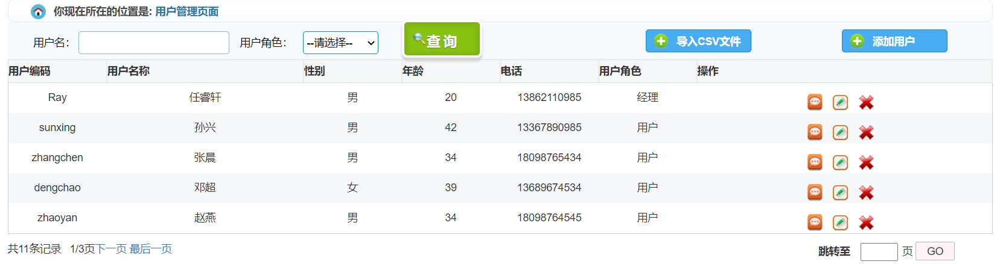 你现在所在的位置是: 用户管理页面
用户名： 用户角色： --请选择-- 查询 导入CSV文件 添加用户
用户编码 用户名称 性别 年龄 电话 用户角色 操作
Ray 任睿轩 男 20 13862110985 经理
sunxing 孙兴 男 42 13367890985 用户
zhangchen 张晨 男 34 18098765434 用户
dengchao 邓超 女 39 13689674534 用户
zhaoyan 赵燕 男 34 18098764545 用户
共11条记录 1/3页下一页 最后一页 跳转至 页 GO